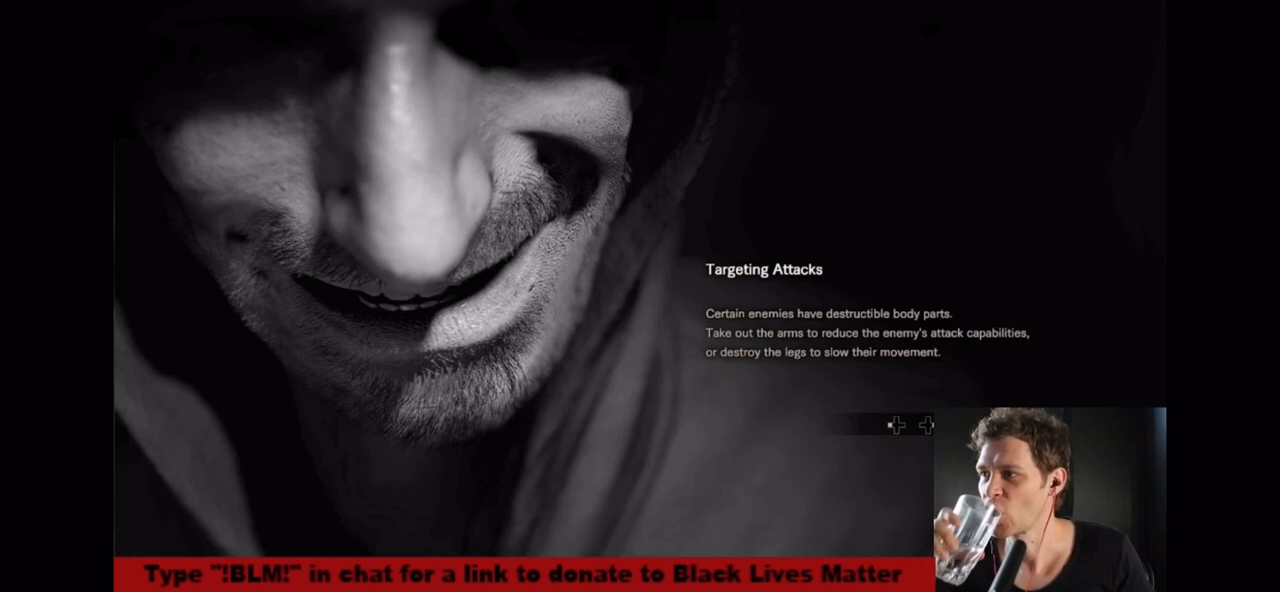 Targeting Attacks
Certain enemies have destructible body parts.
Take out the arms to reduce the enemy's attack capabilities,
or destroy the legs to slow their movement.
Type "!BLM!" in chat for a link to donate to Black Lives Matter